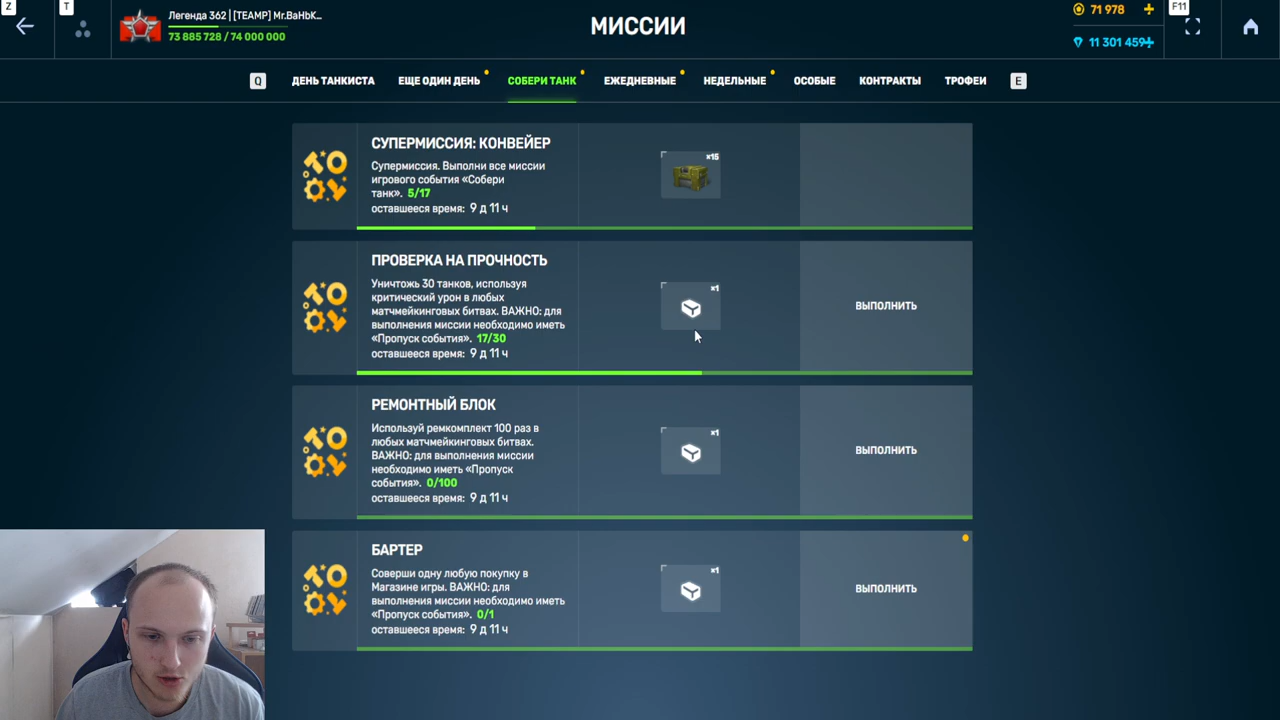 Z
T
Легенда 362 | [TEAMP] Mr.BaHbK...
73 885 728 / 74 000 000
МИССИИ
71 978
11 301 459
F11
Q
ДЕНЬ ТАНКИСТА
ЕЩЕ ОДИН ДЕНЬ
СОБЕРИ ТАНК
ЕЖЕДНЕВНЫЕ
НЕДЕЛЬНЫЕ
ОСОБЫЕ
КОНТРАКТЫ
ТРОФЕИ
E
СУПЕРМИССИЯ: КОНВЕЙЕР
Супермиссия. Выполни все миссии
игрового события «Собери
танк». 5/17
оставшееся время: 9 д 11 ч
×15
ПРОВЕРКА НА ПРОЧНОСТЬ
Уничтожь 30 танков, используя
критический урон в любых
матчмейкинговых битвах. ВАЖНО: для
выполнения миссии необходимо иметь
«Пропуск события». 17/30
оставшееся время: 9 д 11 ч
×1
ВЫПОЛНИТЬ
РЕМОНТНЫЙ БЛОК
Используй ремкомплект 100 раз в
любых матчмейкинговых битвах.
ВАЖНО: для выполнения миссии
необходимо иметь «Пропуск
события». 0/100
оставшееся время: 9 д 11 ч
×1
ВЫПОЛНИТЬ
БАРТЕР
Соверши одну любую покупку в
Магазине игры. ВАЖНО: для
выполнения миссии необходимо иметь
«Пропуск события». 0/1
оставшееся время: 9 д 11 ч
×1
ВЫПОЛНИТЬ